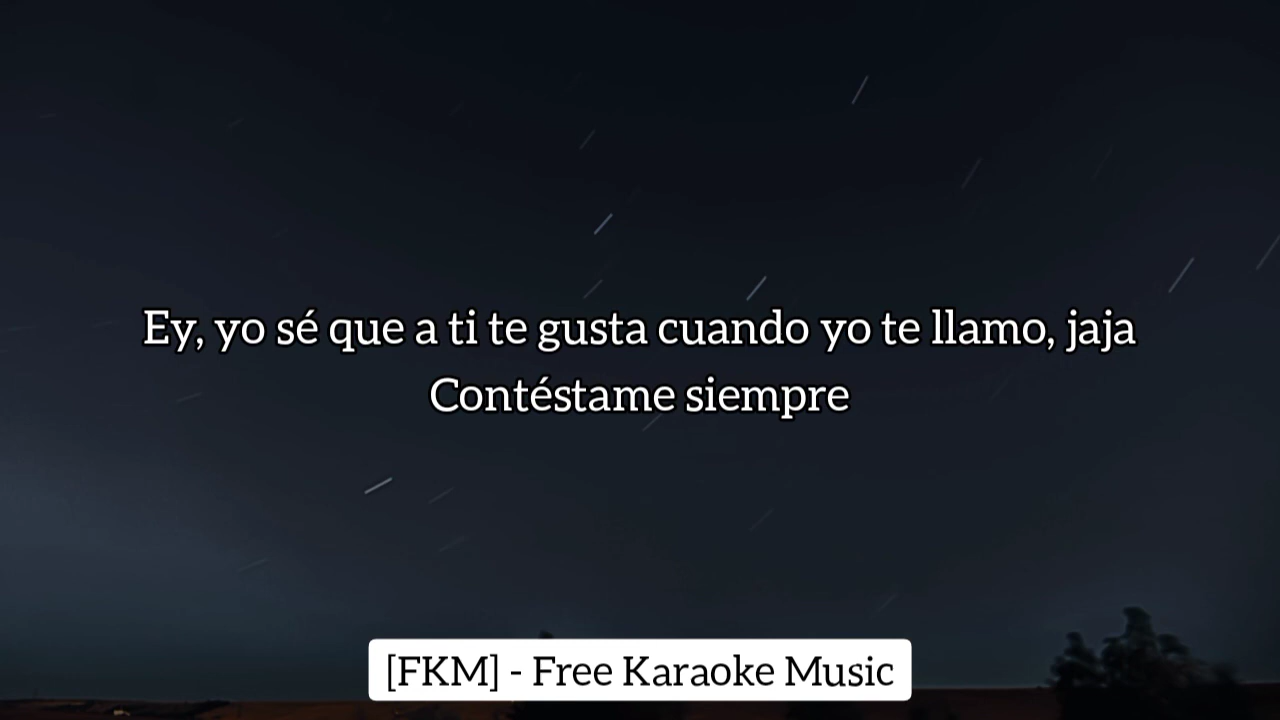 Ey, yo sé que a ti te gusta cuando yo te llamo, jaja
Contéstame siempre
[FKM] - Free Karaoke Music